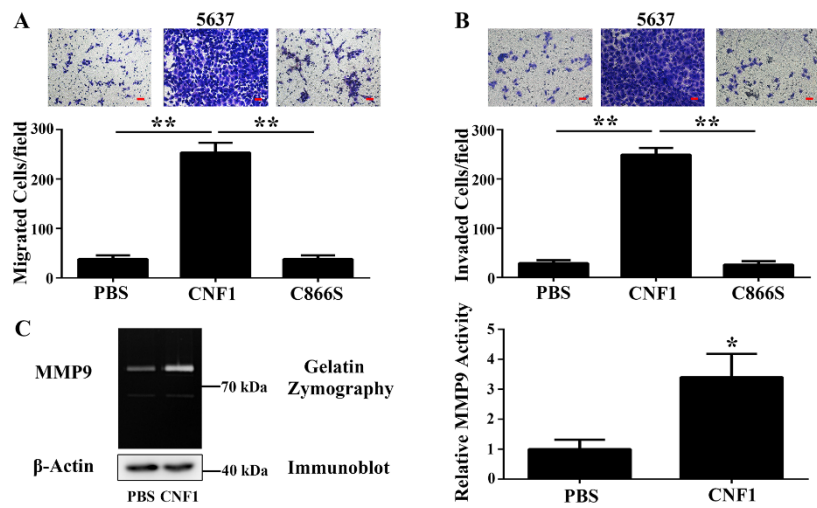 A
5637
**
**
Migrated Cells/field
300
200
100
0
PBS
CNF1
C866S
B
5637
**
**
Invaded Cells/field
300
200
100
0
PBS
CNF1
C866S
C
MMP9
70 kDa
Gelatin
Zymography
β-Actin
40 kDa
Immunoblot
PBS CNF1
Relative MMP9 Activity
5
4
3
2
1
0
*
PBS
CNF1